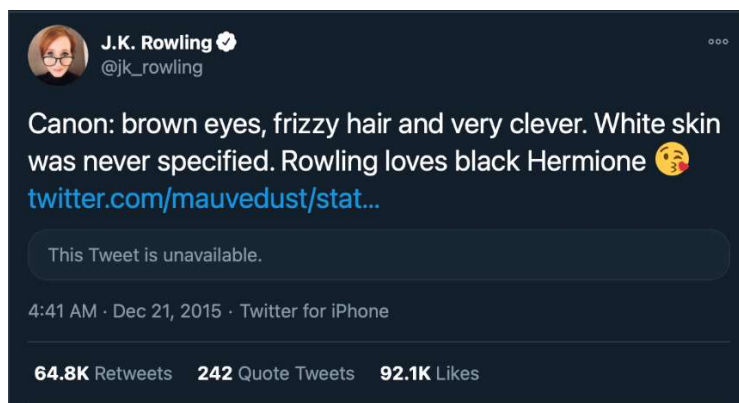 J.K. Rowling
@jk_rowling
Canon: brown eyes, frizzy hair and very clever. White skin
was never specified. Rowling loves black Hermione 😘
twitter.com/mauvedust/stat...
This Tweet is unavailable.
4:41 AM · Dec 21, 2015 · Twitter for iPhone
64.8K Retweets 242 Quote Tweets 92.1K Likes